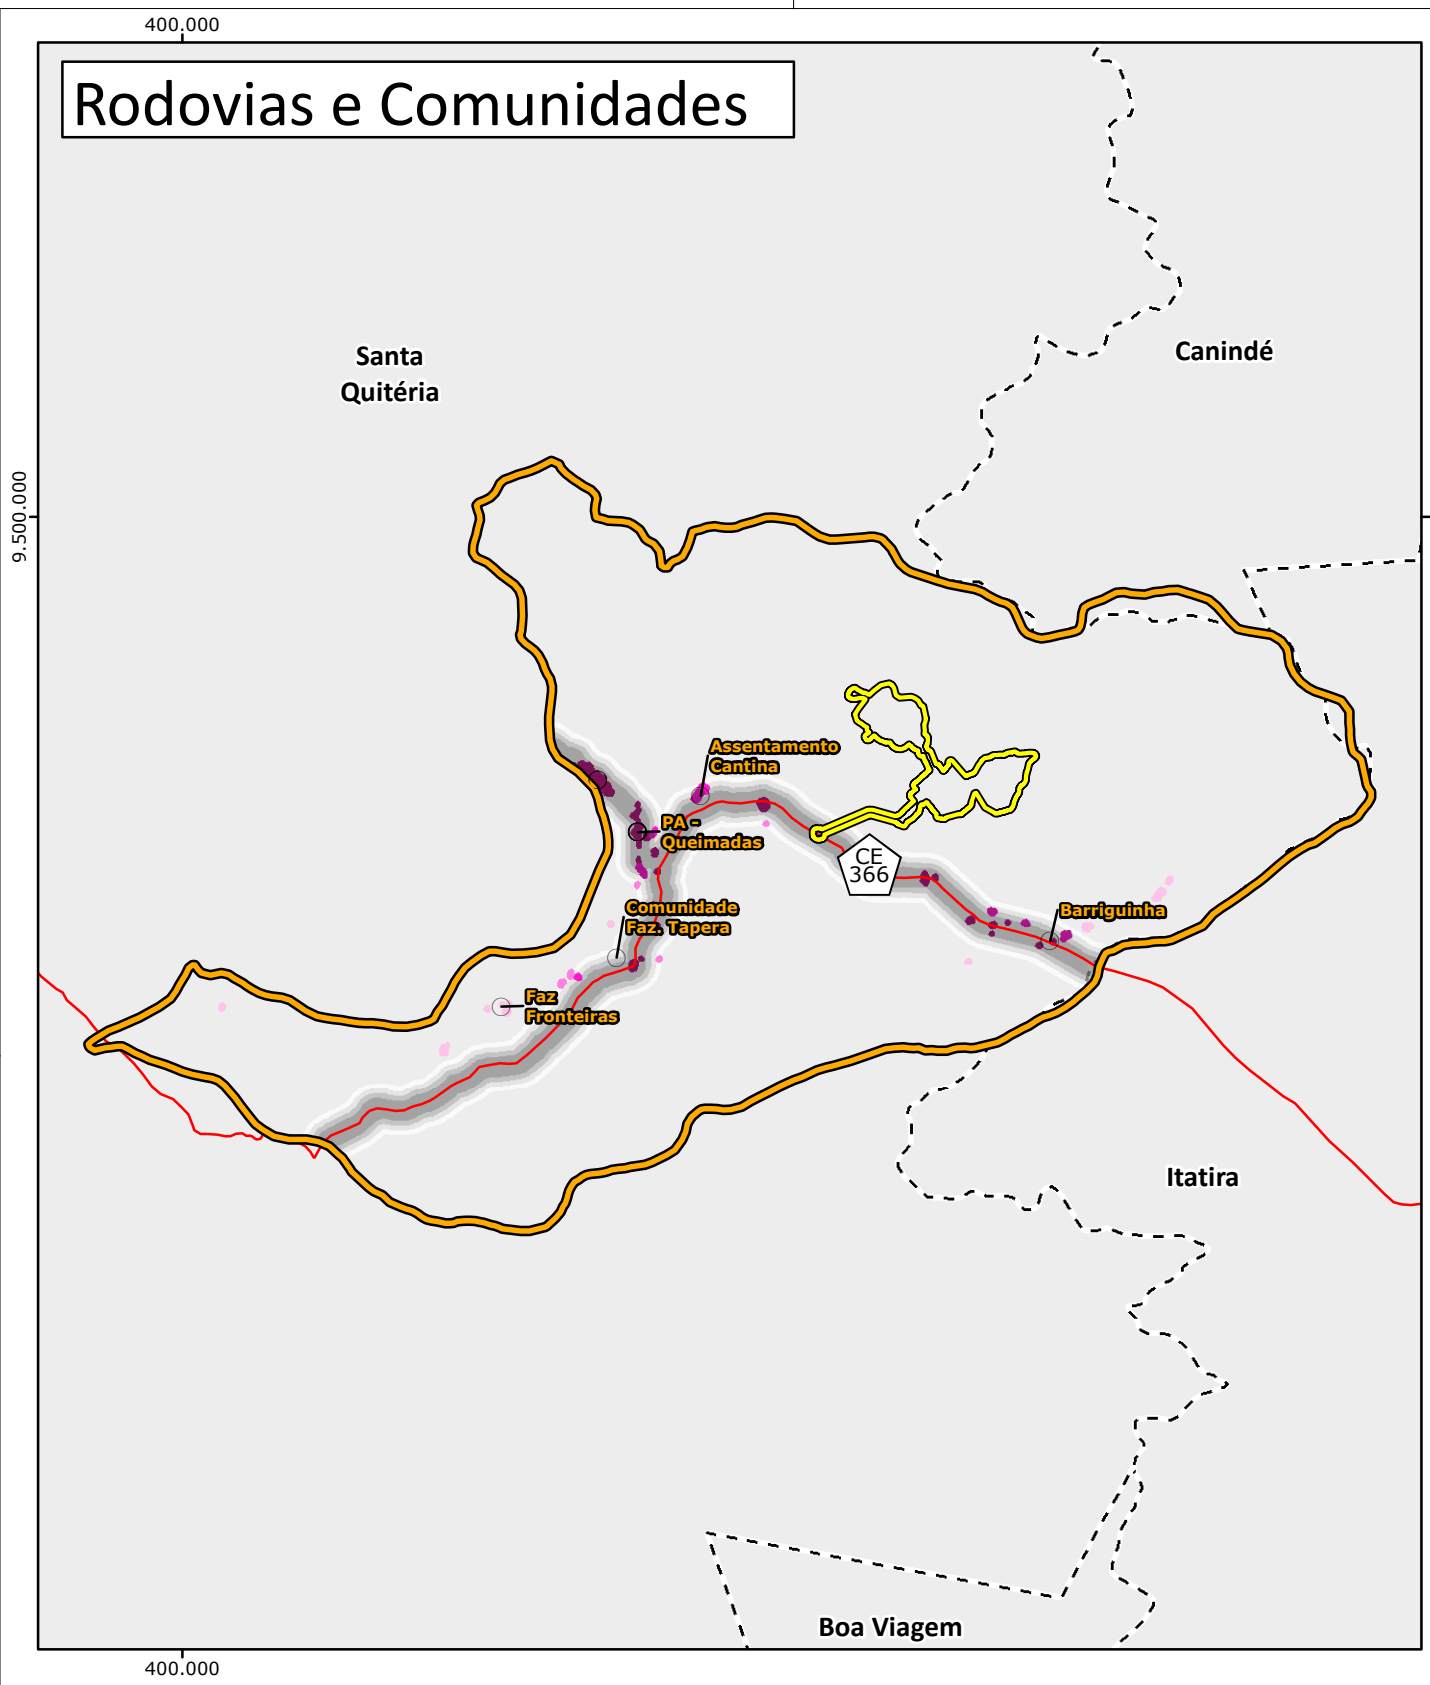 400.000
Rodovias e Comunidades
Santa
Quitéria
Canindé
9.500.000
Assentamento
Cantina
PA -
Queimadas
CE
366
Comunidade
Faz. Tapera
Barriguinha
Faz
Fronteiras
Itatira
Boa Viagem
400.000